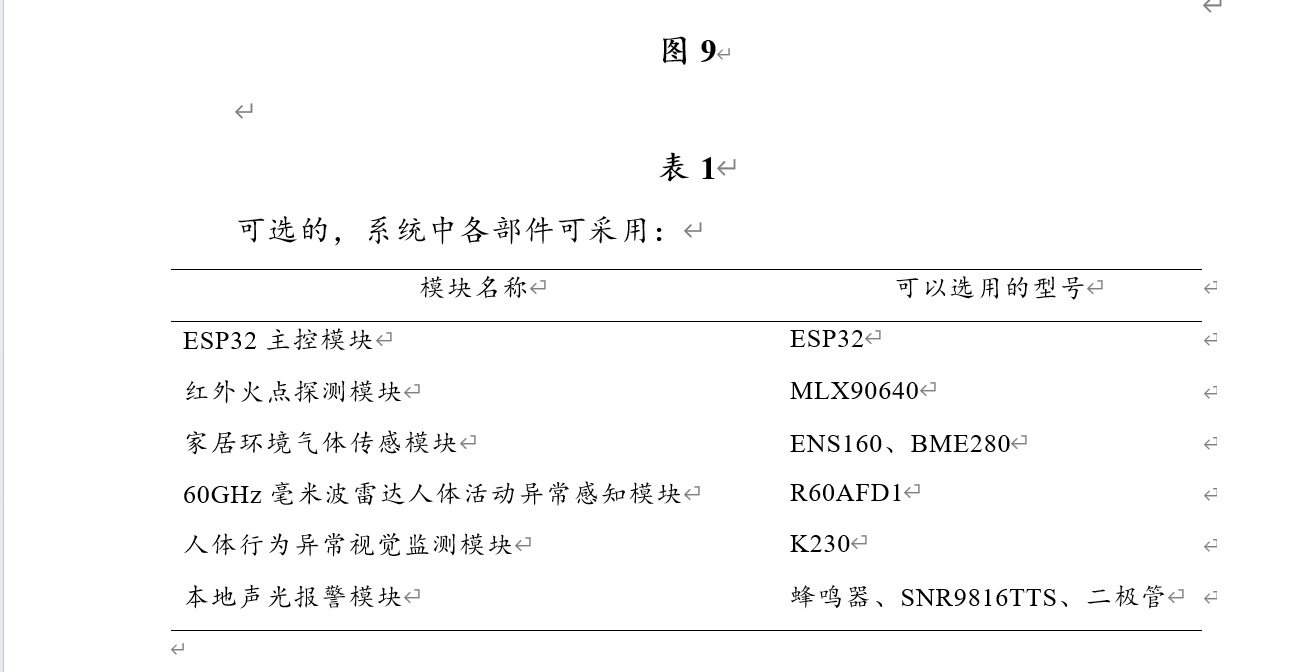 图 9
表 1
可选的，系统中各部件可采用：
模块名称 可以选用的型号
ESP32 主控模块 ESP32
红外火点探测模块 MLX90640
家居环境气体传感模块 ENS160、BME280
60GHz 毫米波雷达人体活动异常感知模块 R60AFD1
人体行为异常视觉监测模块 K230
本地声光报警模块 蜂鸣器、SNR9816TTS、二极管